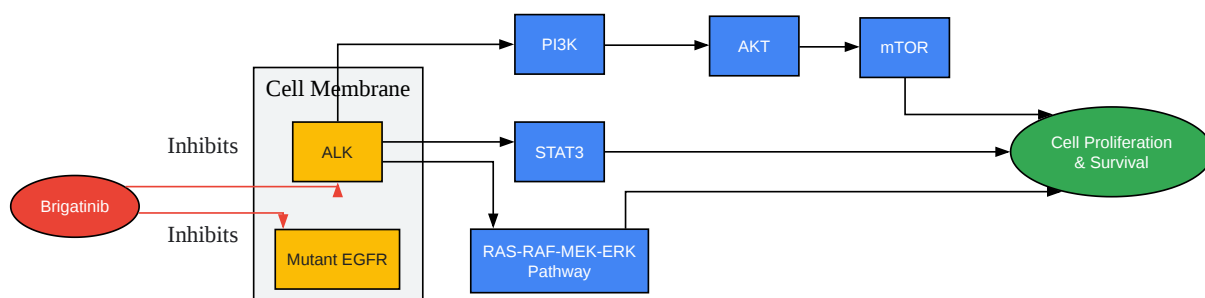 PI3K
AKT
mTOR
Cell Membrane
Inhibits
ALK
STAT3
Cell Proliferation
& Survival
Brigatinib
Inhibits
Mutant EGFR
RAS-RAF-MEK-ERK
Pathway